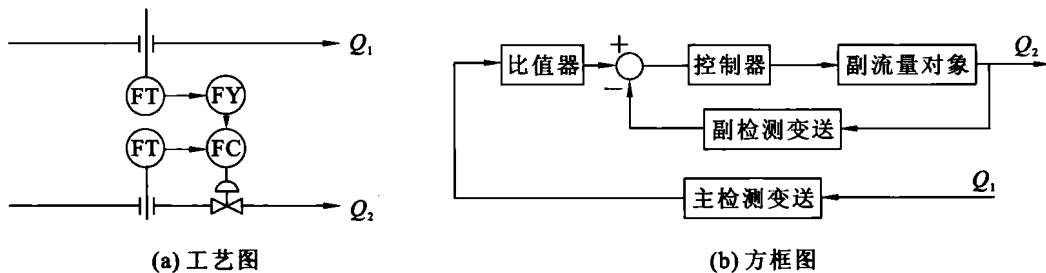 Q₁
FT
FY
FT
FC
Q₂
(a) 工艺图
比值器
+
−
控制器
副流量对象
Q₂
副检测变送
主检测变送
Q₁
(b) 方框图